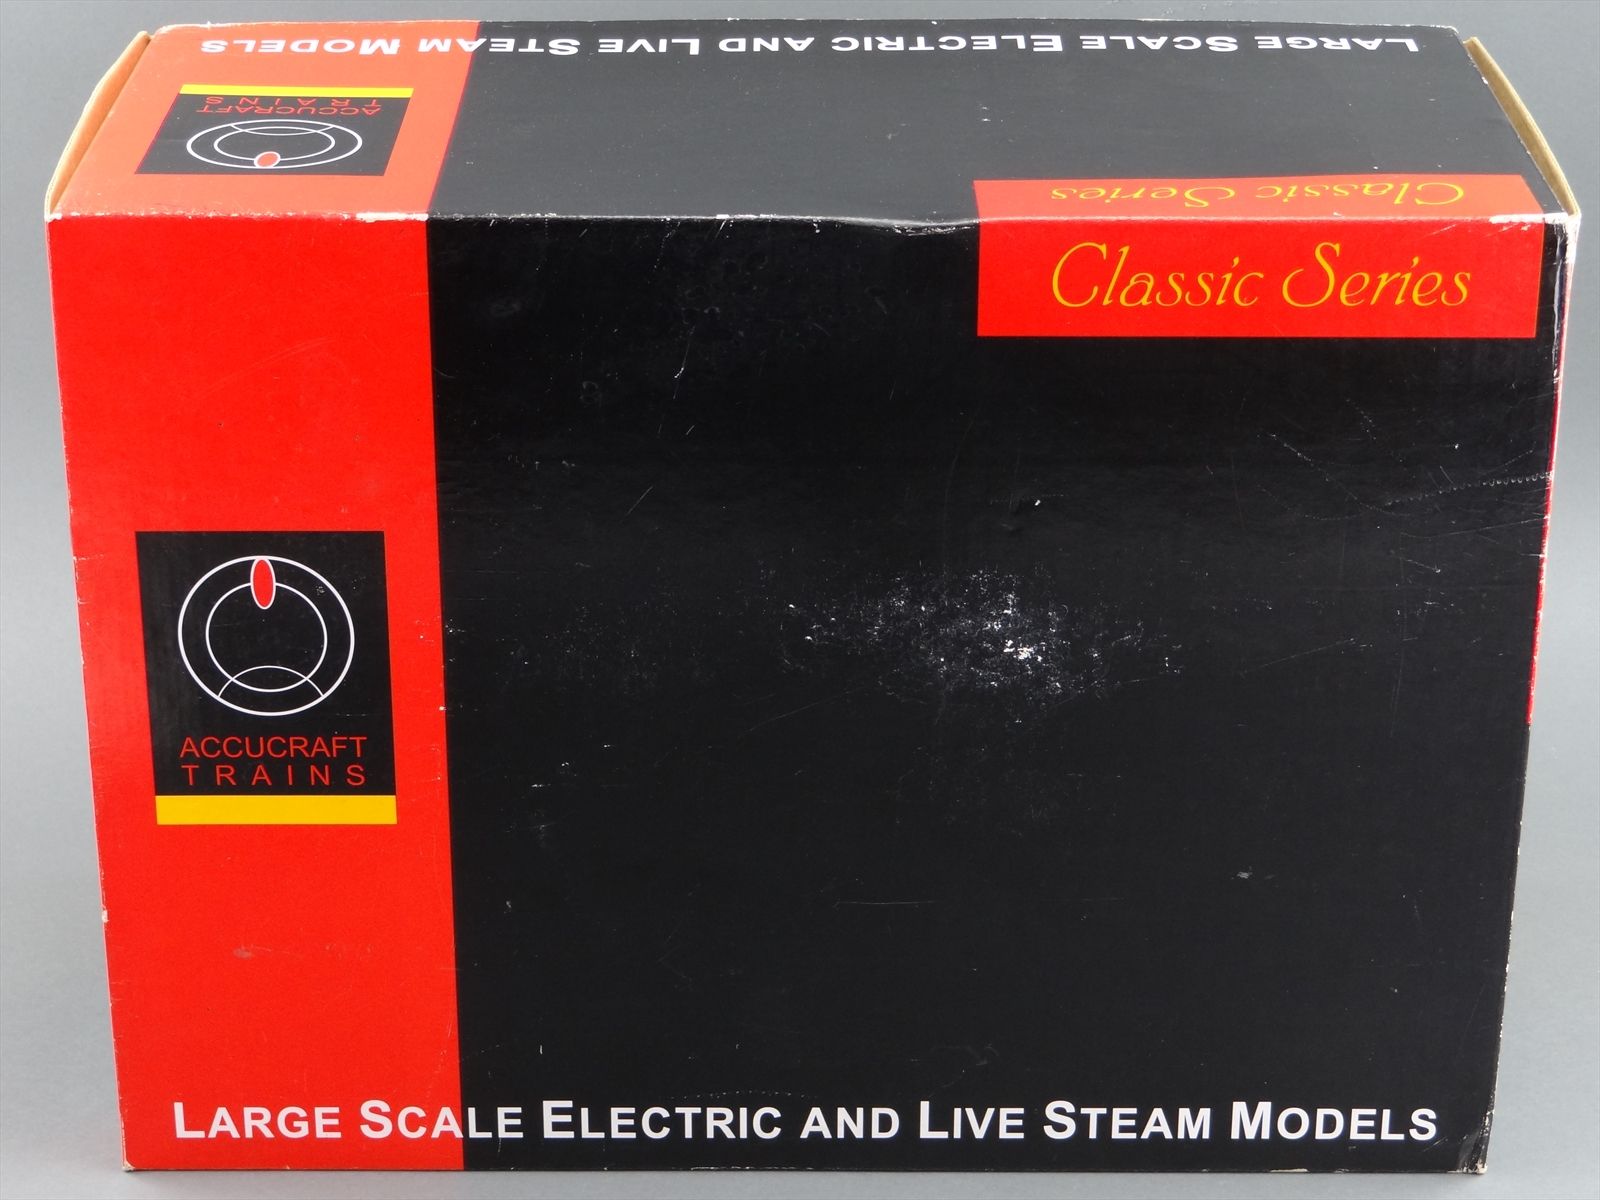 LARGE SCALE ELECTRIC AND LIVE STEAM MODELS
ACCUCRAFT
TRAINS
Classic Series
Classic Series
ACCUCRAFT
TRAINS
LARGE SCALE ELECTRIC AND LIVE STEAM MODELS